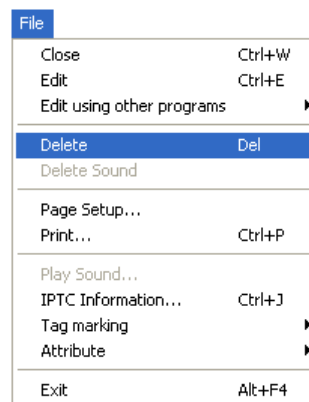 File
Close Ctrl+W
Edit Ctrl+E
Edit using other programs
Delete Del
Delete Sound
Page Setup...
Print... Ctrl+P
Play Sound...
IPTC Information... Ctrl+J
Tag marking
Attribute
Exit Alt+F4